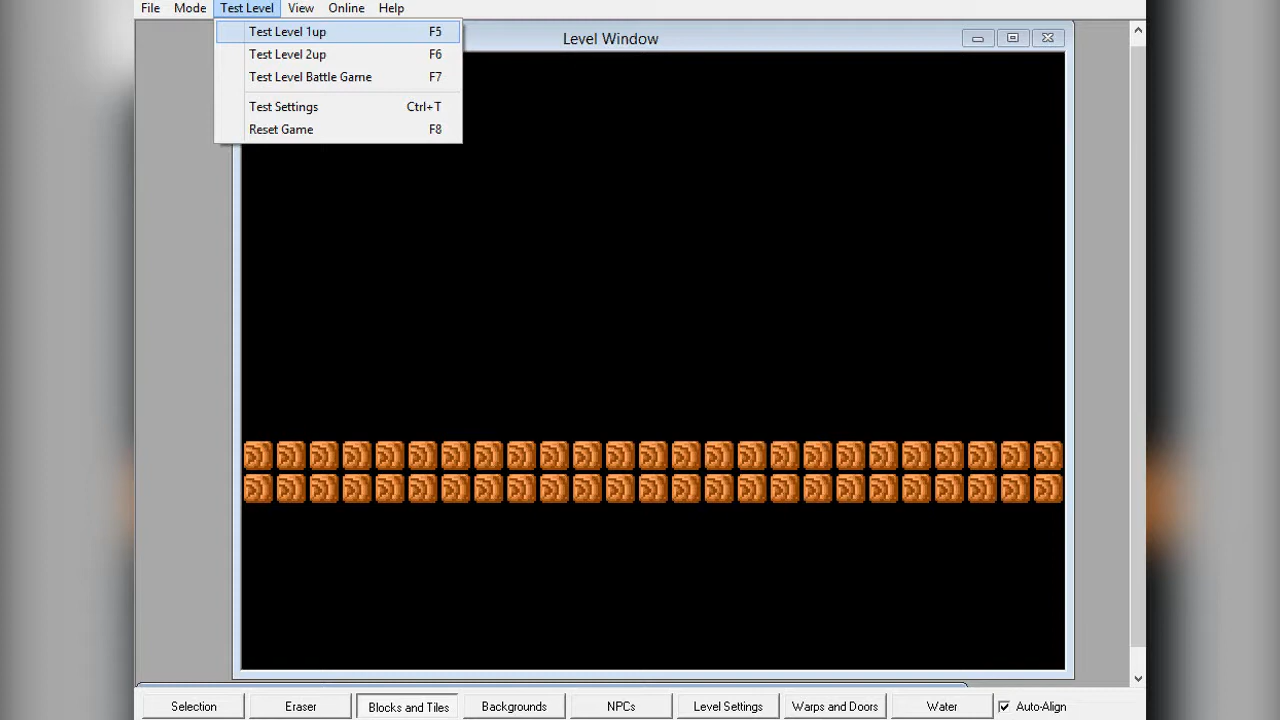 File Mode Test Level View Online Help
Test Level 1up F5
Level Window
Test Level 2up F6
Test Level Battle Game F7
Test Settings Ctrl+T
Reset Game F8
Selection Eraser Blocks and Tiles Backgrounds NPCs Level Settings Warps and Doors Water Auto-Align